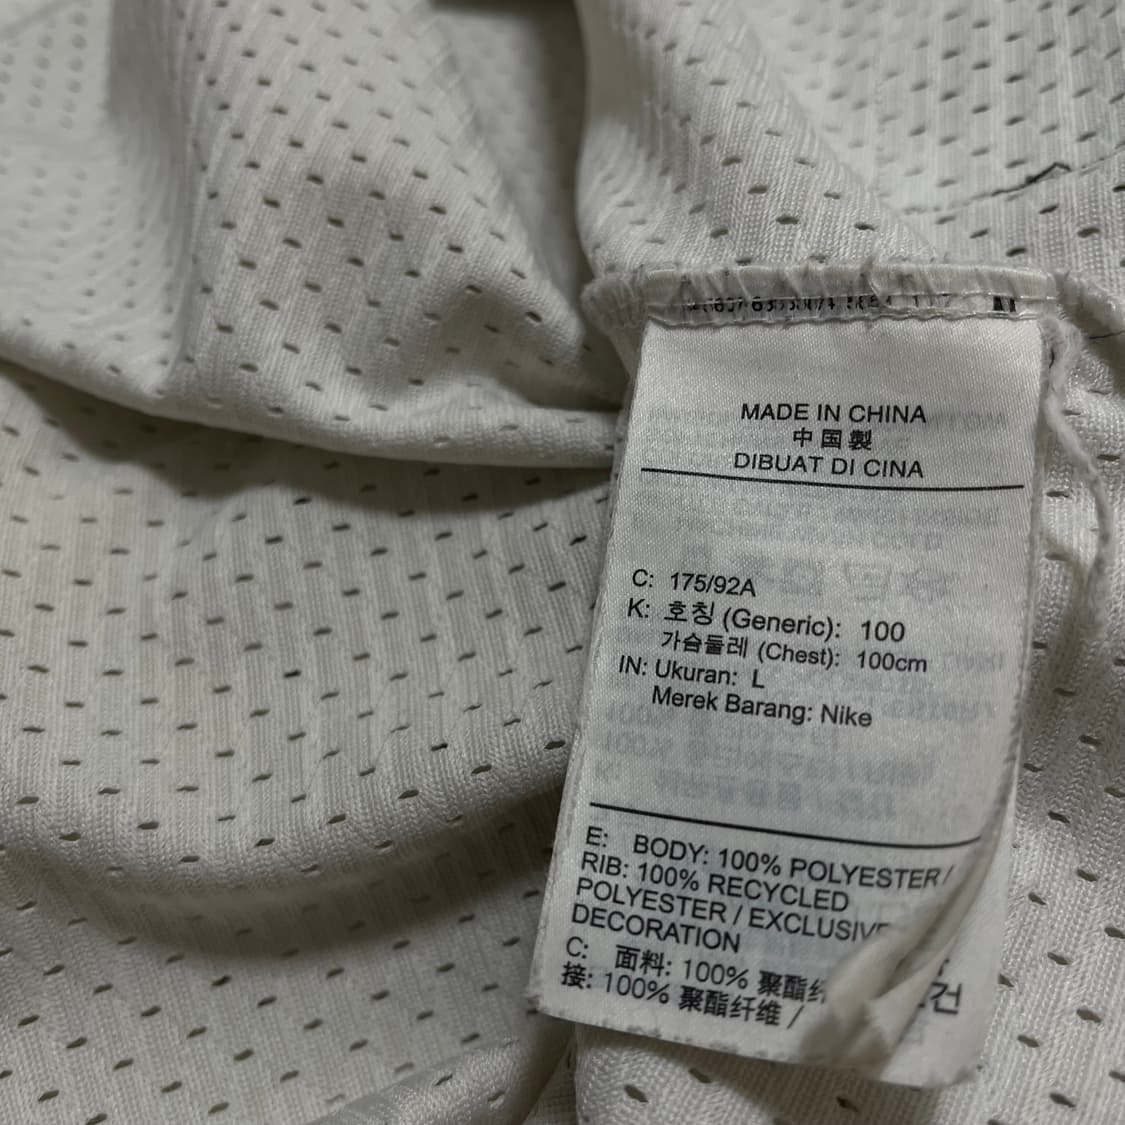 MADE IN CHINA
中国製
DIBUAT DI CINA
C: 175/92A
K: 호칭 (Generic): 100
가슴둘레 (Chest): 100cm
IN: Ukuran: L
Merek Barang: Nike
E: BODY: 100% POLYESTER /
RIB: 100% RECYCLED
POLYESTER / EXCLUSIVE
DECORATION
C: 面料: 100% 聚酯纤
接: 100% 聚酯纤维 /